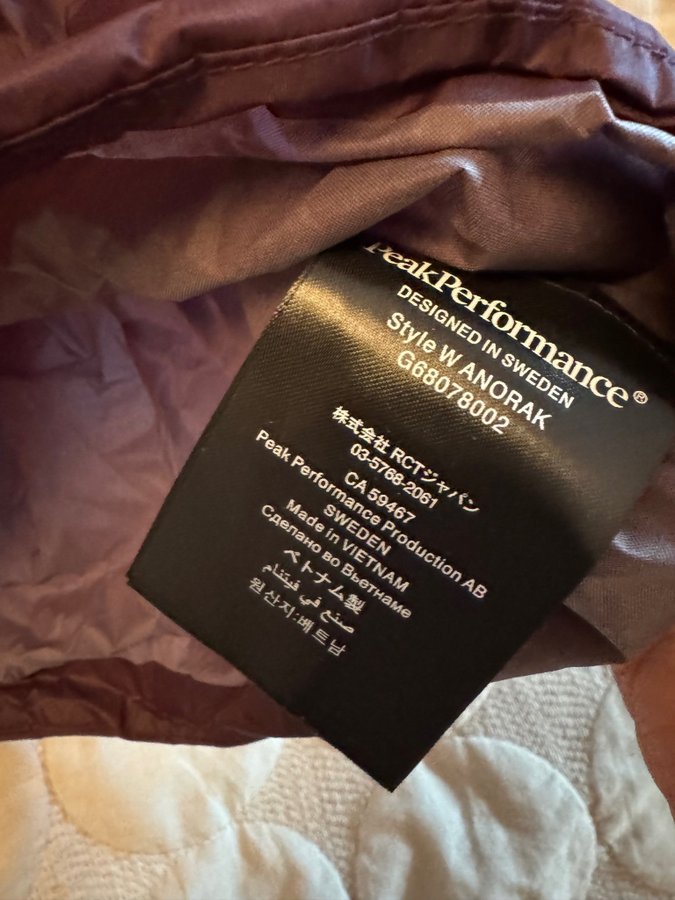 PeakPerformance®
DESIGNED IN SWEDEN
Style W ANORAK
G68078002
株式会社 RCTジャパン
03-5768-2061
CA 59467
Peak Performance Production AB
SWEDEN
Made in VIETNAM
Сделано во Вьетнаме
ベトナム製
صنع في فيتنام
원산지:베트남